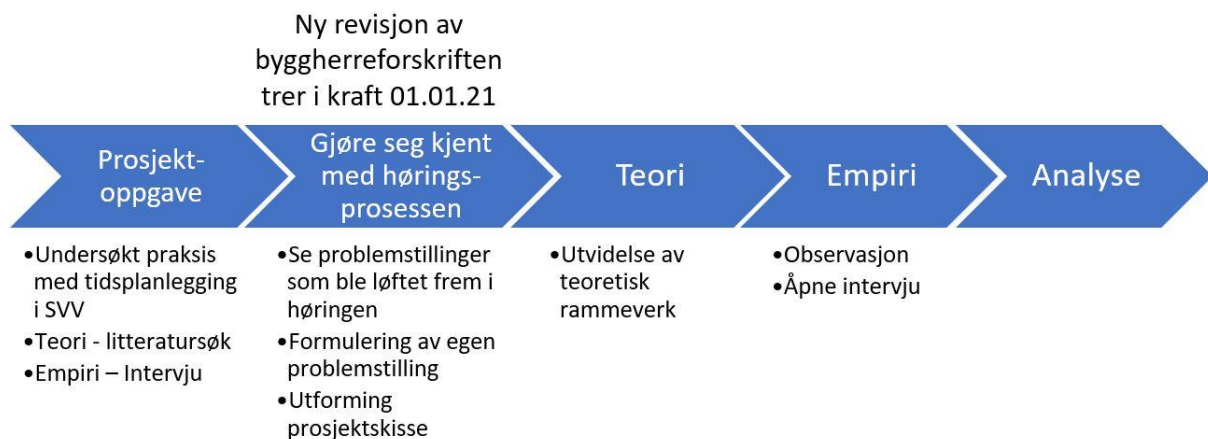 Ny revisjon av
byggherreforskriften
trer i kraft 01.01.21
Prosjekt-
oppgave
Gjøre seg kjent
med hørings-
prosessen
Teori
Empiri
Analyse
•Undersøkt praksis
med tidsplanlegging
i SVV
•Teori - litteratursøk
•Empiri – Intervju
•Se problemstillinger
som ble løftet frem i
høringen
•Formulering av egen
problemstilling
•Utforming
prosjektskisse
•Utvidelse av
teoretisk
rammeverk
•Observasjon
•Åpne intervju